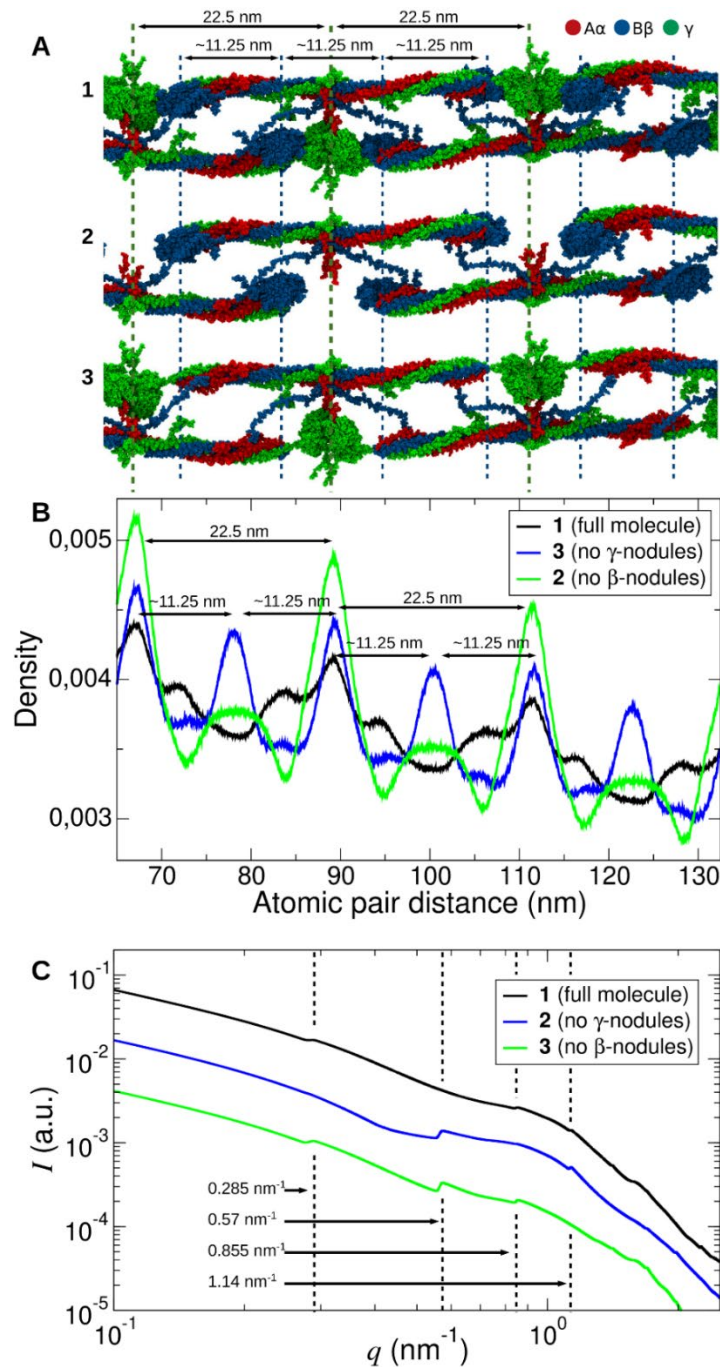 22.5 nm 22.5 nm
A Aα Bβ γ
~11.25 nm ~11.25 nm ~11.25 nm
1
2
3
B
0,005
0,004
0,003
Density
22.5 nm
~11.25 nm ~11.25 nm
22.5 nm
~11.25 nm ~11.25 nm
1 (full molecule)
3 (no γ-nodules)
2 (no β-nodules)
70 80 90 100 110 120 130
Atomic pair distance (nm)
C
10⁻¹
10⁻²
10⁻³
10⁻⁴
10⁻⁵
I (a.u.)
1 (full molecule)
2 (no γ-nodules)
3 (no β-nodules)
0.285 nm⁻¹
0.57 nm⁻¹
0.855 nm⁻¹
1.14 nm⁻¹
10⁻¹ 10⁰
q (nm⁻¹)